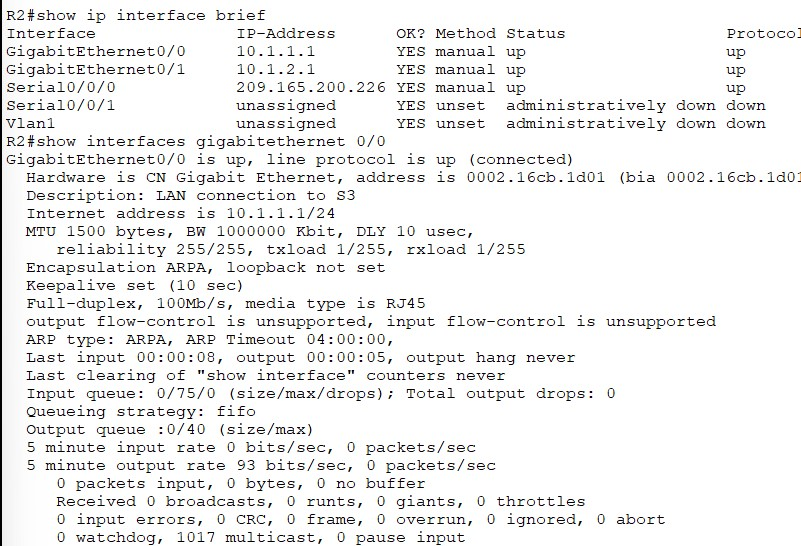 R2#show ip interface brief
Interface IP-Address OK? Method Status Protocol
GigabitEthernet0/0 10.1.1.1 YES manual up up
GigabitEthernet0/1 10.1.2.1 YES manual up up
Serial0/0/0 209.165.200.226 YES manual up up
Serial0/0/1 unassigned YES unset administratively down down
Vlan1 unassigned YES unset administratively down down
R2#show interfaces gigabitethernet 0/0
GigabitEthernet0/0 is up, line protocol is up (connected)
Hardware is CN Gigabit Ethernet, address is 0002.16cb.1d01 (bia 0002.16cb.1d01
Description: LAN connection to S3
Internet address is 10.1.1.1/24
MTU 1500 bytes, BW 1000000 Kbit, DLY 10 usec,
reliability 255/255, txload 1/255, rxload 1/255
Encapsulation ARPA, loopback not set
Keepalive set (10 sec)
Full-duplex, 100Mb/s, media type is RJ45
output flow-control is unsupported, input flow-control is unsupported
ARP type: ARPA, ARP Timeout 04:00:00,
Last input 00:00:08, output 00:00:05, output hang never
Last clearing of "show interface" counters never
Input queue: 0/75/0 (size/max/drops); Total output drops: 0
Queueing strategy: fifo
Output queue :0/40 (size/max)
5 minute input rate 0 bits/sec, 0 packets/sec
5 minute output rate 93 bits/sec, 0 packets/sec
0 packets input, 0 bytes, 0 no buffer
Received 0 broadcasts, 0 runts, 0 giants, 0 throttles
0 input errors, 0 CRC, 0 frame, 0 overrun, 0 ignored, 0 abort
0 watchdog, 1017 multicast, 0 pause input